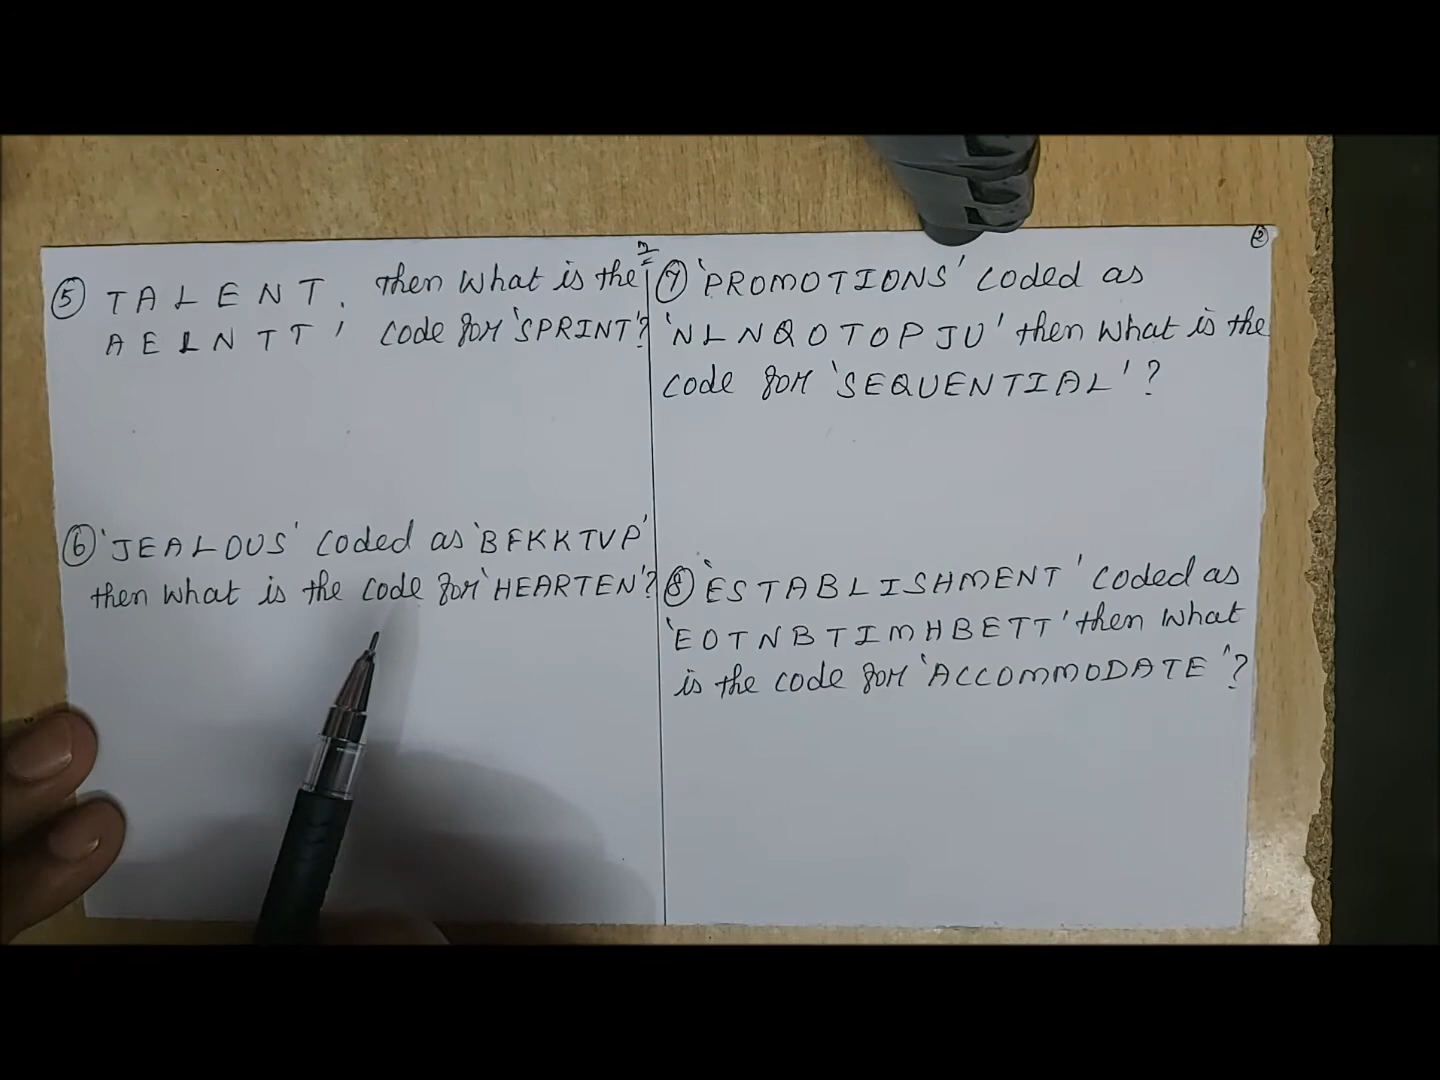 ⑤ T A L E N T , then what is the
A E L N T T ' code for 'SPRINT'?
⑥ 'JEALOUS' coded as 'BFKKTVP'
then what is the code for 'HEARTEN'?
②
⑦ 'PROMOTIONS' coded as
'NLNQOTOPJU' then what is the
code for 'SEQUENTIAL'?
⑧ 'ESTABLISHMENT' coded as
'EOTNBTIMHBETT' then what
is the code for 'ACCOMMODATE'?